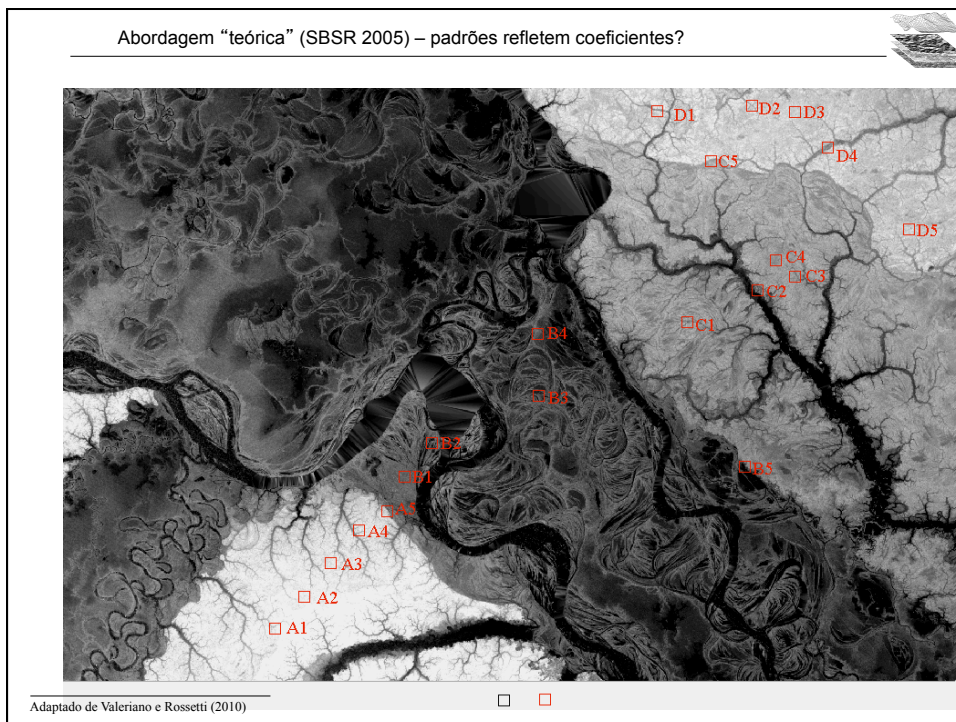 Abordagem “teórica” (SBSR 2005) – padrões refletem coeficientes?
D1
D2
D3
D4
C5
D5
C4
C3
C2
C1
B4
B3
B2
B1
B5
A5
A4
A3
A2
A1
Adaptado de Valeriano e Rossetti (2010)